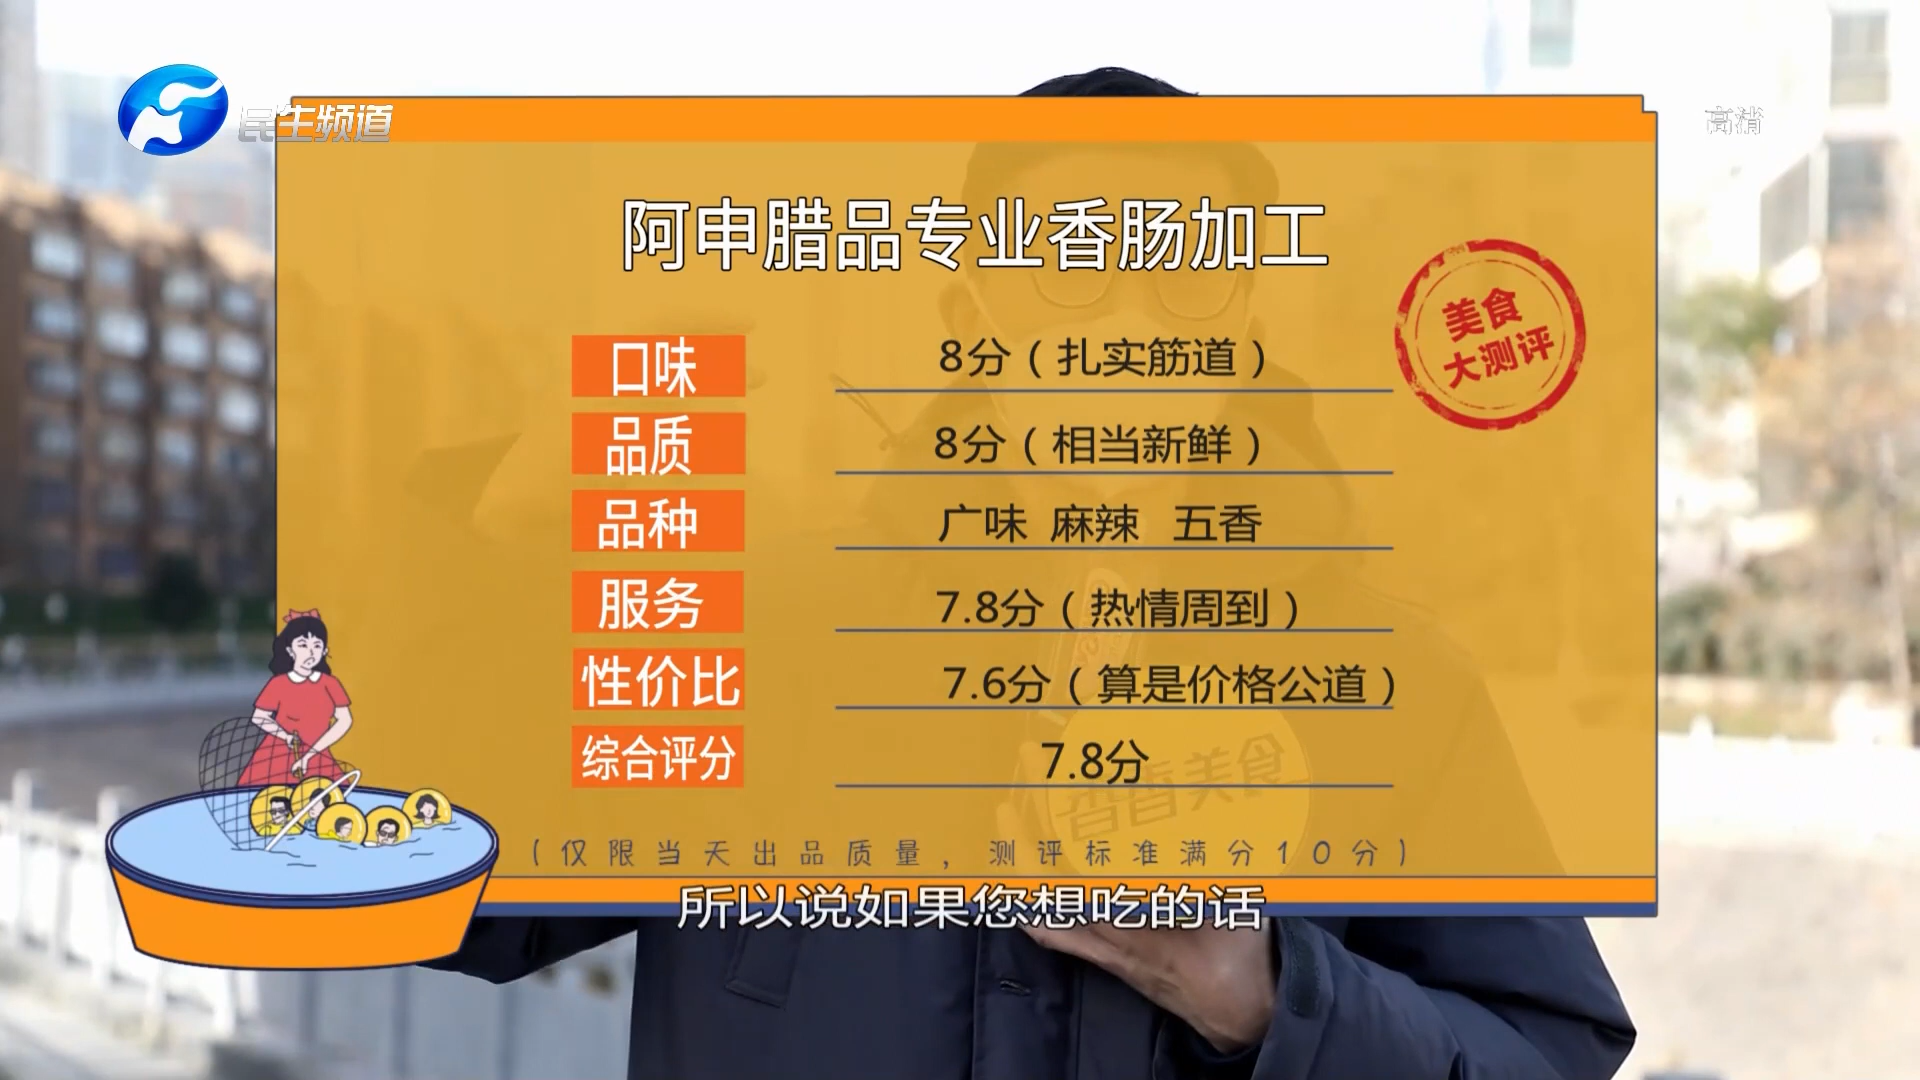 民生频道
高清
阿申腊品专业香肠加工
美食
大测评
口味 8分（扎实筋道）
品质 8分（相当新鲜）
品种 广味 麻辣 五香
服务 7.8分（热情周到）
性价比 7.6分（算是价格公道）
综合评分 7.8分
香香美食
（仅限当天出品质量，测评标准满分10分）
所以说如果您想吃的话